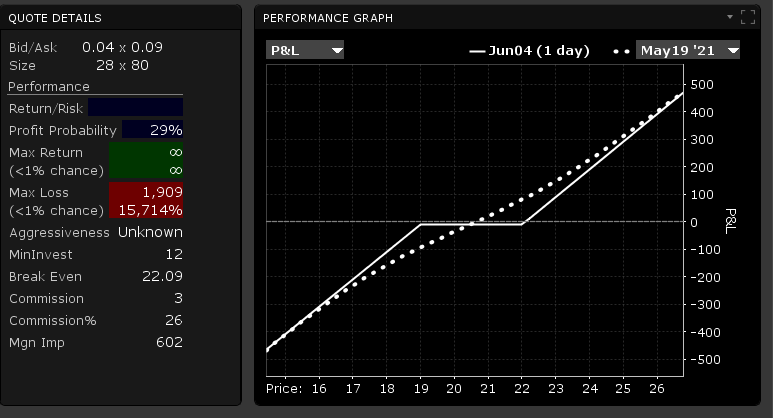 QUOTE DETAILS
Bid/Ask 0.04 x 0.09
Size 28 x 80
Performance
Return/Risk
Profit Probability 29%
Max Return ∞
(<1% chance) ∞
Max Loss 1,909
(<1% chance) 15,714%
Aggressiveness Unknown
MinInvest 12
Break Even 22.09
Commission 3
Commission% 26
Mgn Imp 602
PERFORMANCE GRAPH
P&L Jun04 (1 day) May19 '21
500
400
300
200
100
0
-100
-200
-300
-400
-500
P&L
Price: 16 17 18 19 20 21 22 23 24 25 26